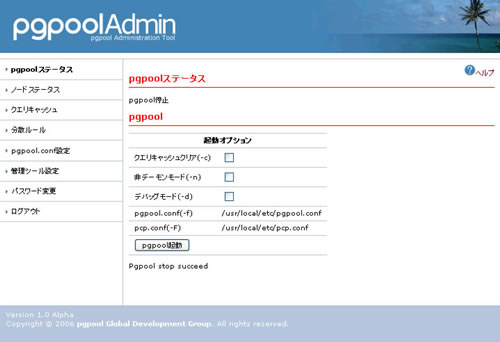 pgpoolAdmin
pgpool Administration Tool
pgpoolステータス
ノードステータス
クエリキャッシュ
分散ルール
pgpool.conf設定
管理ツール設定
パスワード変更
ログアウト
ヘルプ
pgpoolステータス
pgpool停止
pgpool
起動オプション
クエリキャッシュクリア(-c)
非デーモンモード(-n)
デバッグモード(-d)
pgpool.conf(-f) /usr/local/etc/pgpool.conf
pcp.conf(-F) /usr/local/etc/pcp.conf
pgpool起動
Pgpool stop succeed
Version 1.0 Alpha
Copyright © 2006 pgpool Global Development Group. All rights reserved.